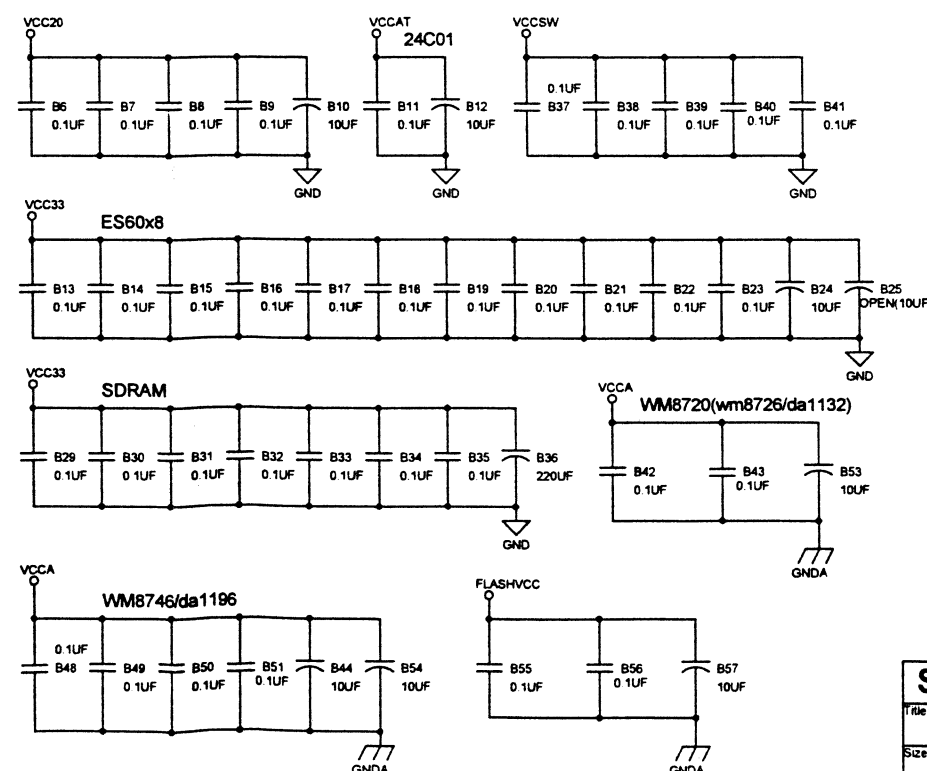 VCC20
VCCAT
24C01
VCCSW
B6 0.1UF
B7 0.1UF
B8 0.1UF
B9 0.1UF
B10 10UF
B11 0.1UF
B12 10UF
0.1UF B37
B38 0.1UF
B39 0.1UF
B40 0.1UF
B41 0.1UF
GND
GND
GND
VCC33
ES60x8
B13 0.1UF
B14 0.1UF
B15 0.1UF
B16 0.1UF
B17 0.1UF
B18 0.1UF
B19 0.1UF
B20 0.1UF
B21 0.1UF
B22 0.1UF
B23 0.1UF
B24 10UF
B25 OPEN(10UF
GND
VCC33
SDRAM
B29 0.1UF
B30 0.1UF
B31 0.1UF
B32 0.1UF
B33 0.1UF
B34 0.1UF
B35 0.1UF
B36 220UF
GND
VCCA
WM8720(wm8726/da1132)
B42 0.1UF
B43 0.1UF
B53 10UF
GNDA
VCCA
WM8746/da1196
0.1UF B48
B49 0.1UF
B50 0.1UF
B51 0.1UF
B44 10UF
B54 10UF
GNDA
FLASHVCC
B55 0.1UF
B56 0.1UF
B57 10UF
GNDA
S
Title
Size